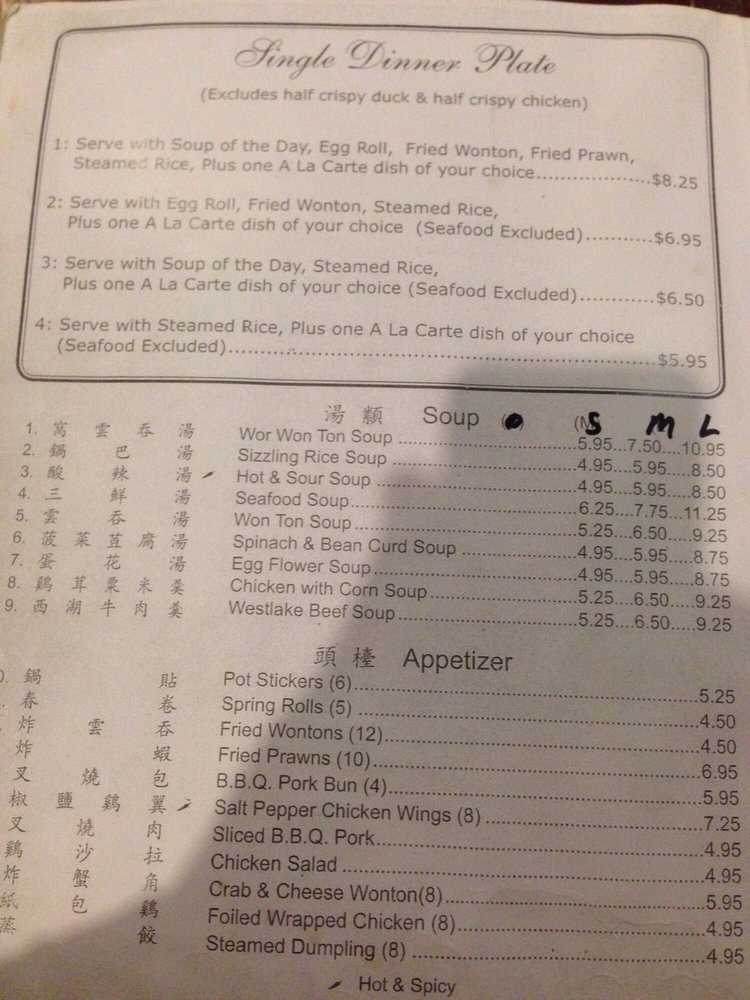 Single Dinner Plate
(Excludes half crispy duck & half crispy chicken)
1: Serve with Soup of the Day, Egg Roll, Fried Wonton, Fried Prawn,
Steamed Rice, Plus one A La Carte dish of your choice..................$8.25
2: Serve with Egg Roll, Fried Wonton, Steamed Rice,
Plus one A La Carte dish of your choice (Seafood Excluded)...........$6.95
3: Serve with Soup of the Day, Steamed Rice,
Plus one A La Carte dish of your choice (Seafood Excluded)............$6.50
4: Serve with Steamed Rice, Plus one A La Carte dish of your choice
(Seafood Excluded)....................................................................$5.95
湯 類 Soup S M L
1. 窩 雲 吞 湯 Wor Won Ton Soup ................................5.95...7.50....10.95
2. 鍋 巴 湯 Sizzling Rice Soup ................................4.95....5.95.....8.50
3. 酸 辣 湯 Hot & Sour Soup ................................4.95....5.95.....8.50
4. 三 鮮 湯 Seafood Soup........................................6.25....7.75...11.25
5. 雲 吞 湯 Won Ton Soup .......................................5.25....6.50.....9.25
6. 菠 菜 荳 腐 湯 Spinach & Bean Curd Soup .....................4.95....5.95.....8.75
7. 蛋 花 湯 Egg Flower Soup....................................4.95....5.95.....8.75
8. 鷄 茸 粟 米 羹 Chicken with Corn Soup..........................5.25....6.50.....9.25
9. 西 湖 牛 肉 羹 Westlake Beef Soup................................5.25....6.50.....9.25
頭 檯 Appetizer
0. 鍋 貼 Pot Stickers (6)..............................................................5.25
. 春 卷 Spring Rolls (5) ..............................................................4.50
炸 雲 吞 Fried Wontons (12)........................................................4.50
炸 蝦 Fried Prawns (10)..........................................................6.95
叉 燒 包 B.B.Q. Pork Bun (4)........................................................5.95
椒 鹽 鷄 翼 Salt Pepper Chicken Wings (8) .......................................7.25
叉 燒 肉 Sliced B.B.Q. Pork..........................................................4.95
鷄 沙 拉 Chicken Salad ................................................................4.95
炸 蟹 角 Crab & Cheese Wonton(8)...............................................5.95
紙 包 鷄 Foiled Wrapped Chicken (8)............................................4.95
蒸 餃 Steamed Dumpling (8) ....................................................4.95
Hot & Spicy